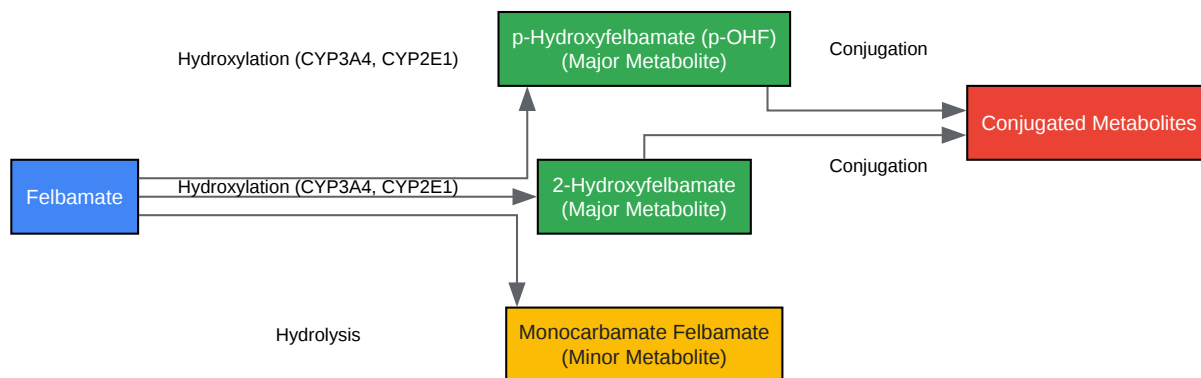 p-Hydroxyfelbamate (p-OHF)
(Major Metabolite)
Hydroxylation (CYP3A4, CYP2E1)
Conjugation
Conjugated Metabolites
Felbamate
Hydroxylation (CYP3A4, CYP2E1)
2-Hydroxyfelbamate
(Major Metabolite)
Conjugation
Hydrolysis
Monocarbamate Felbamate
(Minor Metabolite)